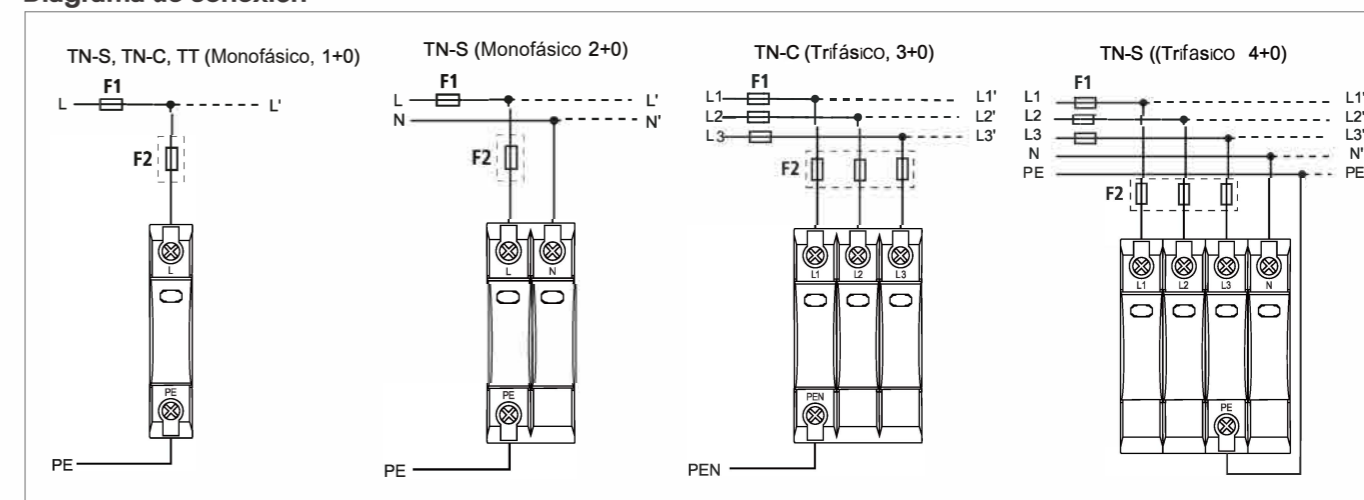 Diagrama de conexión
TN-S, TN-C, TT (Monofásico, 1+0)
F1
L
L'
F2
L
PE
PE
TN-S (Monofásico 2+0)
F1
L
L'
N
N'
F2
L
N
PE
PE
TN-C (Trifásico, 3+0)
F1
L1
L1'
L2
L2'
L3
L3'
F2
L1
L2
L3
PEN
PEN
TN-S ((Trifasico 4+0)
F1
L1
L1'
L2
L2'
L3
L3'
N
N'
PE
PE
F2
L1
L2
L3
N
PE